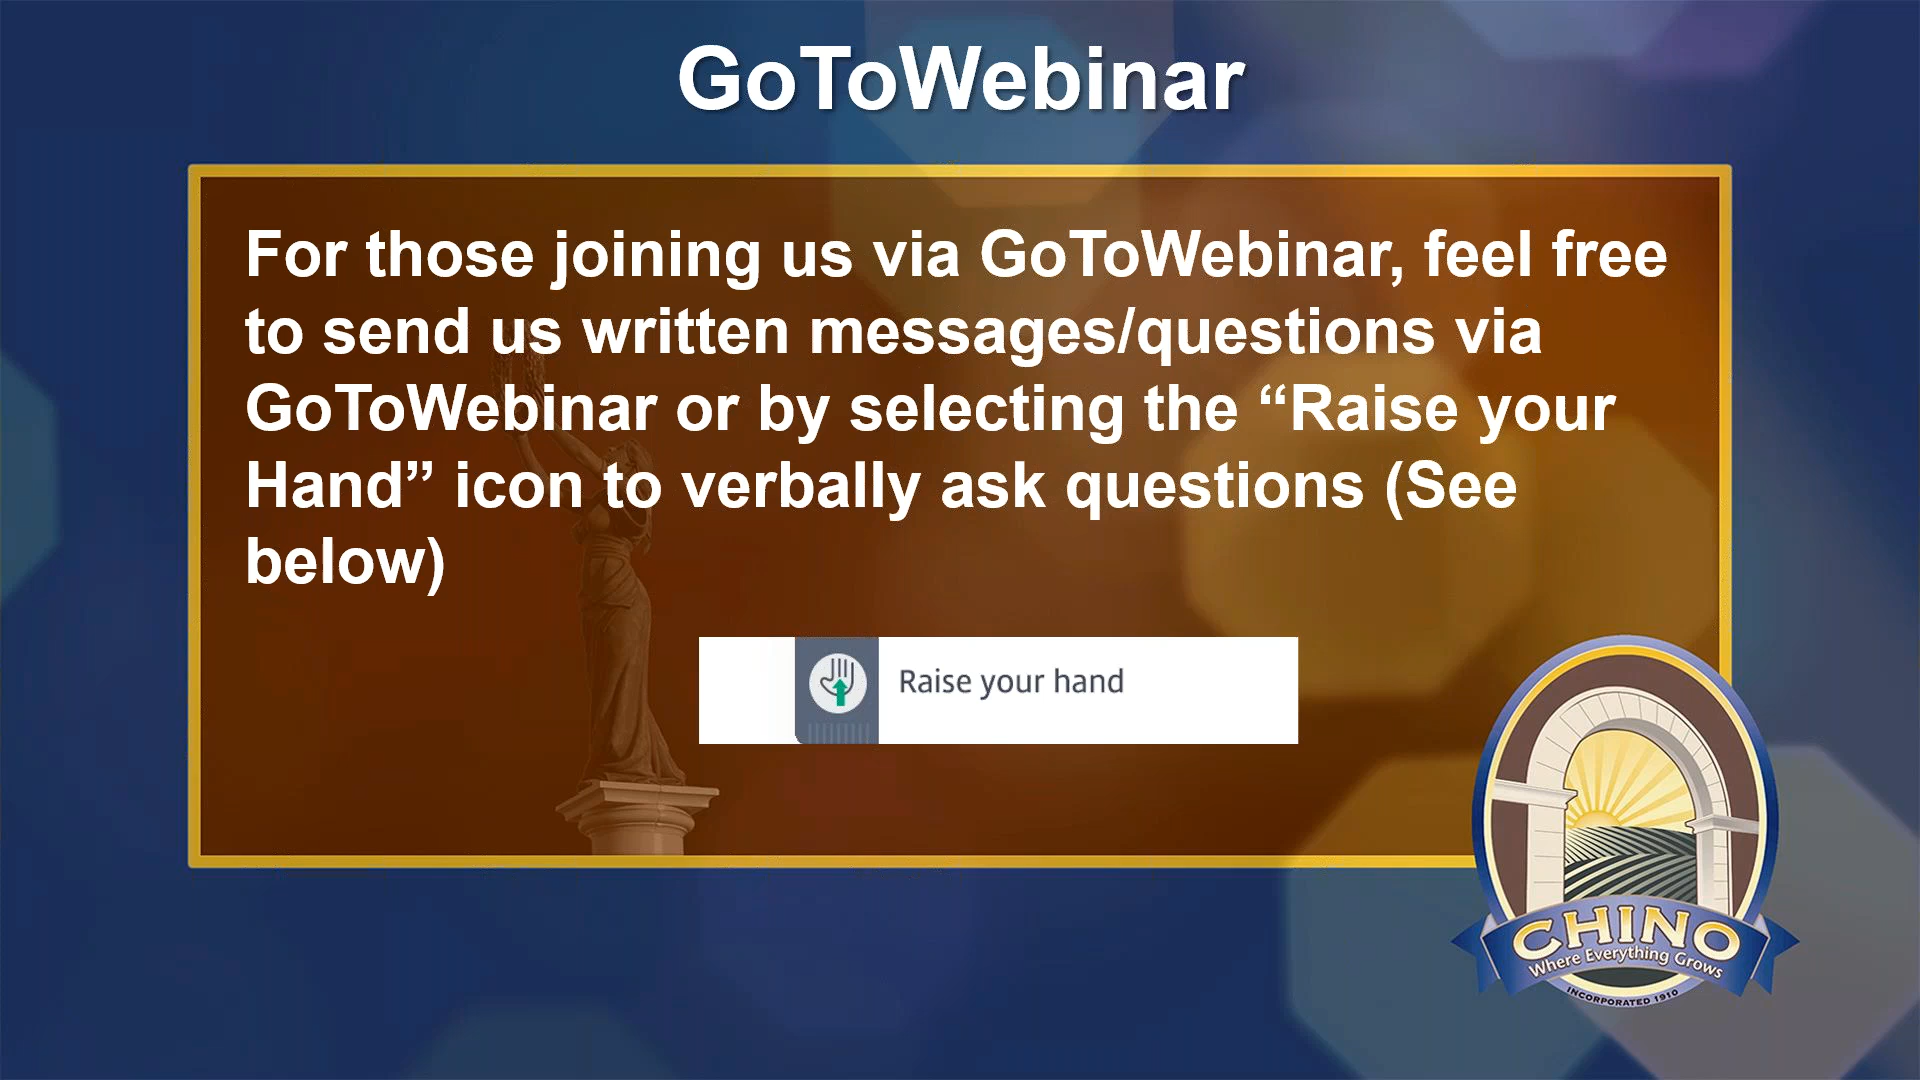 GoToWebinar
For those joining us via GoToWebinar, feel free
to send us written messages/questions via
GoToWebinar or by selecting the “Raise your
Hand” icon to verbally ask questions (See
below)
Raise your hand
CHINO
Where Everything Grows
INCORPORATED 1910